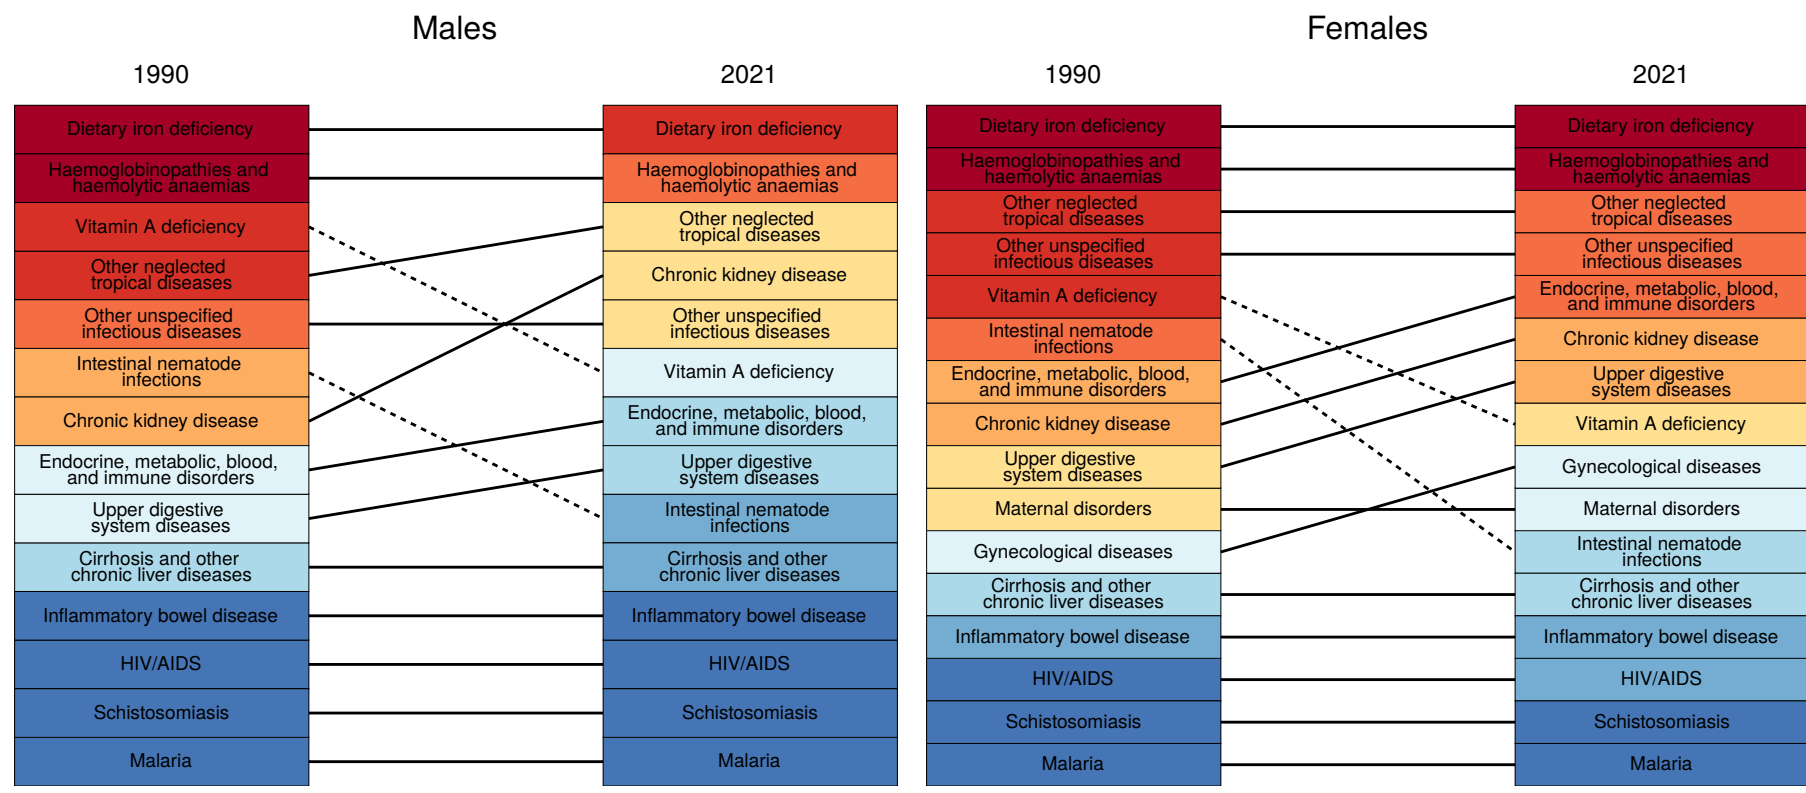 Males
1990
2021
Dietary iron deficiency
Haemoglobinopathies and
haemolytic anaemias
Vitamin A deficiency
Other neglected
tropical diseases
Other unspecified
infectious diseases
Intestinal nematode
infections
Chronic kidney disease
Endocrine, metabolic, blood,
and immune disorders
Upper digestive
system diseases
Cirrhosis and other
chronic liver diseases
Inflammatory bowel disease
HIV/AIDS
Schistosomiasis
Malaria
Dietary iron deficiency
Haemoglobinopathies and
haemolytic anaemias
Other neglected
tropical diseases
Chronic kidney disease
Other unspecified
infectious diseases
Vitamin A deficiency
Endocrine, metabolic, blood,
and immune disorders
Upper digestive
system diseases
Intestinal nematode
infections
Cirrhosis and other
chronic liver diseases
Inflammatory bowel disease
HIV/AIDS
Schistosomiasis
Malaria
Females
1990
2021
Dietary iron deficiency
Haemoglobinopathies and
haemolytic anaemias
Other neglected
tropical diseases
Other unspecified
infectious diseases
Vitamin A deficiency
Intestinal nematode
infections
Endocrine, metabolic, blood,
and immune disorders
Chronic kidney disease
Upper digestive
system diseases
Maternal disorders
Gynecological diseases
Cirrhosis and other
chronic liver diseases
Inflammatory bowel disease
HIV/AIDS
Schistosomiasis
Malaria
Dietary iron deficiency
Haemoglobinopathies and
haemolytic anaemias
Other neglected
tropical diseases
Other unspecified
infectious diseases
Endocrine, metabolic, blood,
and immune disorders
Chronic kidney disease
Upper digestive
system diseases
Vitamin A deficiency
Gynecological diseases
Maternal disorders
Intestinal nematode
infections
Cirrhosis and other
chronic liver diseases
Inflammatory bowel disease
HIV/AIDS
Schistosomiasis
Malaria